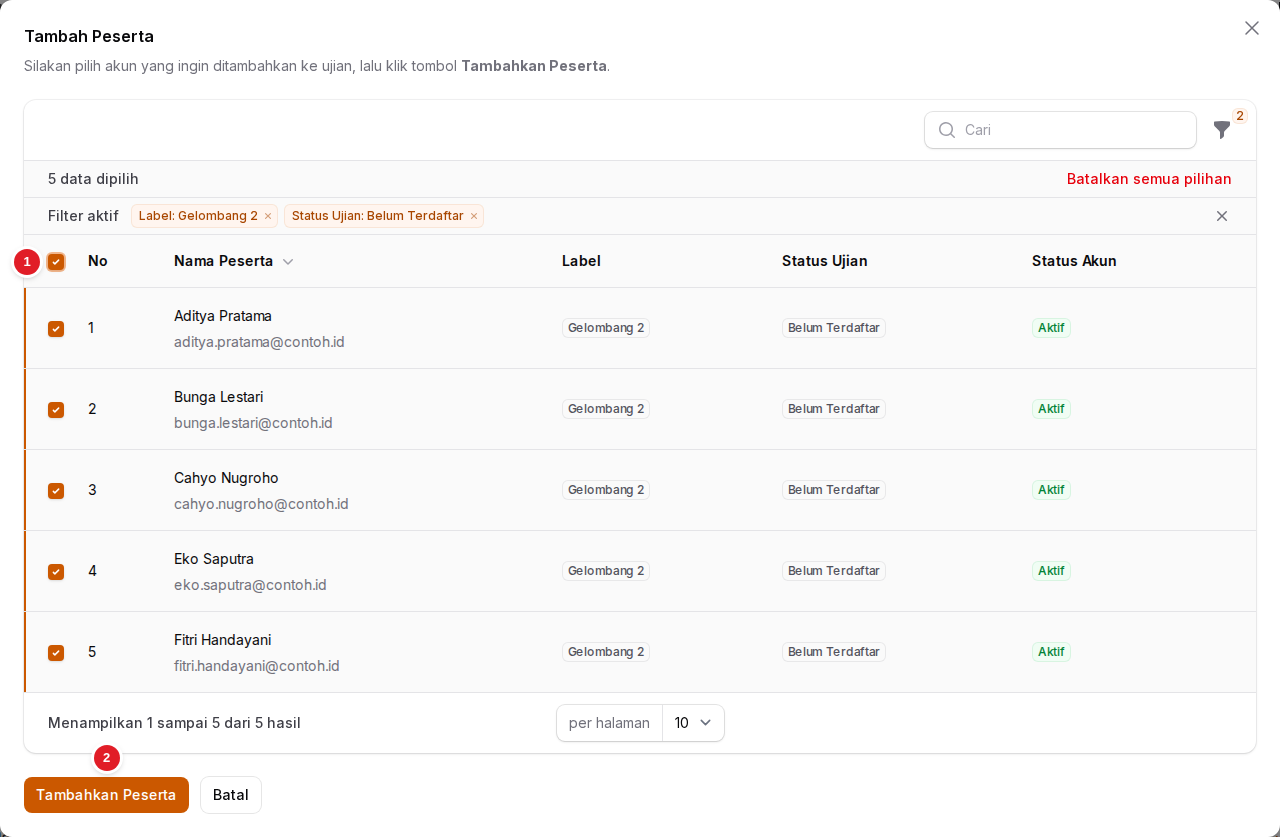 Tambah Peserta
Silakan pilih akun yang ingin ditambahkan ke ujian, lalu klik tombol Tambahkan Peserta.
Cari
2
5 data dipilih
Batalkan semua pilihan
Filter aktif Label: Gelombang 2 × Status Ujian: Belum Terdaftar ×
1 No Nama Peserta Label Status Ujian Status Akun
1 Aditya Pratama Gelombang 2 Belum Terdaftar Aktif
aditya.pratama@contoh.id
2 Bunga Lestari Gelombang 2 Belum Terdaftar Aktif
bunga.lestari@contoh.id
3 Cahyo Nugroho Gelombang 2 Belum Terdaftar Aktif
cahyo.nugroho@contoh.id
4 Eko Saputra Gelombang 2 Belum Terdaftar Aktif
eko.saputra@contoh.id
5 Fitri Handayani Gelombang 2 Belum Terdaftar Aktif
fitri.handayani@contoh.id
Menampilkan 1 sampai 5 dari 5 hasil
per halaman 10
2
Tambahkan Peserta Batal